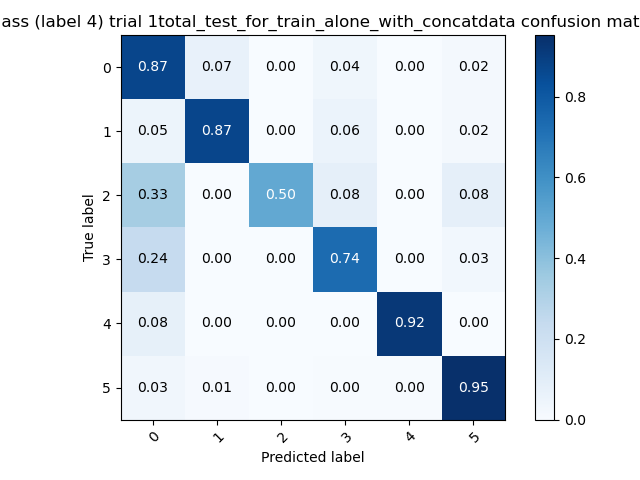 ass (label 4) trial 1total_test_for_train_alone_with_concatdata confusion mat
True label
0 0.87 0.07 0.00 0.04 0.00 0.02
1 0.05 0.87 0.00 0.06 0.00 0.02
2 0.33 0.00 0.50 0.08 0.00 0.08
3 0.24 0.00 0.00 0.74 0.00 0.03
4 0.08 0.00 0.00 0.00 0.92 0.00
5 0.03 0.01 0.00 0.00 0.00 0.95
0 1 2 3 4 5
Predicted label
0.8
0.6
0.4
0.2
0.0